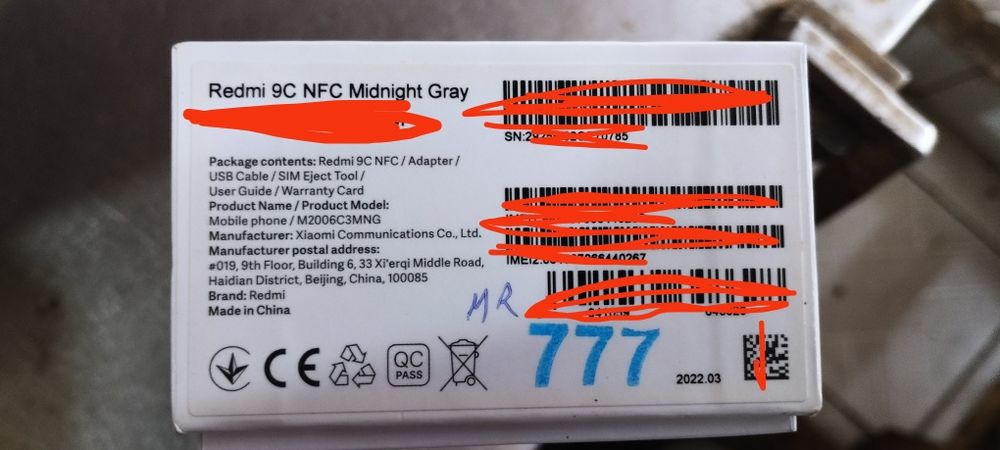 Redmi 9C NFC Midnight Gray
Package contents: Redmi 9C NFC / Adapter /
USB Cable / SIM Eject Tool /
User Guide / Warranty Card
Product Name / Product Model:
Mobile phone / M2006C3MNG
Manufacturer: Xiaomi Communications Co., Ltd.
Manufacturer postal address:
#019, 9th Floor, Building 6, 33 Xi'erqi Middle Road,
Haidian District, Beijing, China, 100085
Brand: Redmi
Made in China
SN:
IMEI2:
MR
777
CE
QC
PASS
2022.03